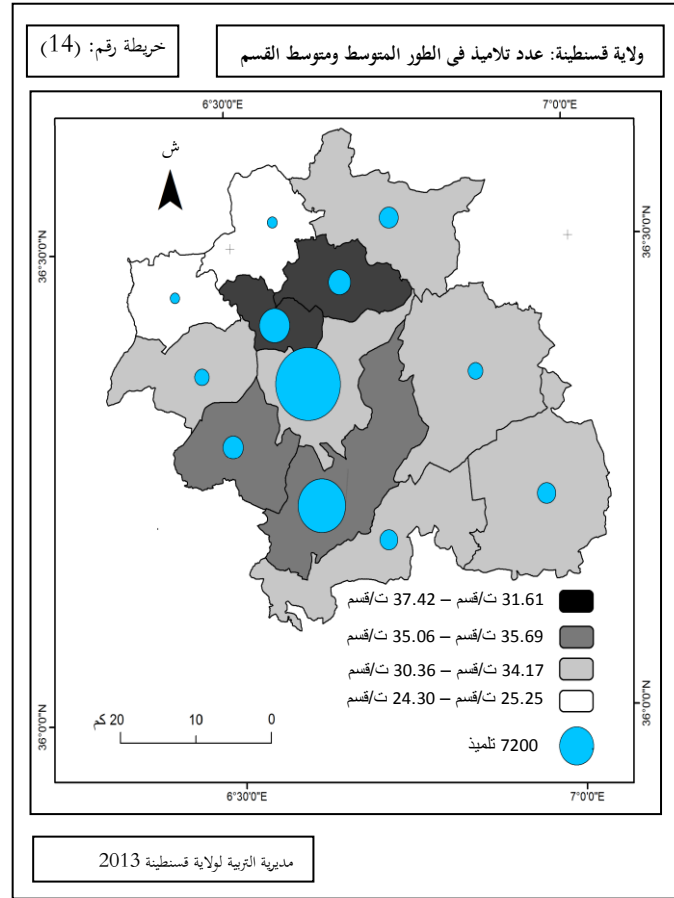 خريطة رقم: (14)
ولاية قسنطينة: عدد تلاميذ في الطور المتوسط ومتوسط القسم
6°30'0"E
7°0'0"E
ش
36°30'0"N
36°30'0"N
31.61 ت/قسم – 37.42 ت/قسم
35.69 ت/قسم – 35.06 ت/قسم
34.17 ت/قسم – 30.36 ت/قسم
25.25 ت/قسم – 24.30 ت/قسم
7200 تلميذ
0 10 20 كم
36°0'0"N
36°0'0"N
6°30'0"E
7°0'0"E
مديرية التربية لولاية قسنطينة 2013